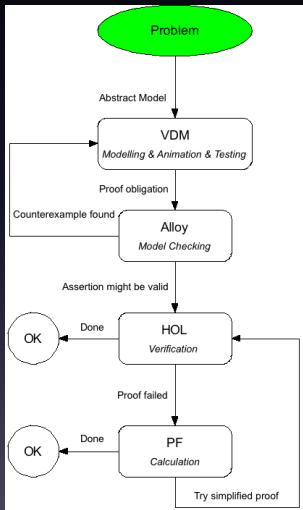 Problem
Abstract Model
VDM
Modelling & Animation & Testing
Proof obligation
Counterexample found
Alloy
Model Checking
Assertion might be valid
OK
Done
HOL
Verification
Proof failed
OK
Done
PF
Calculation
Try simplified proof